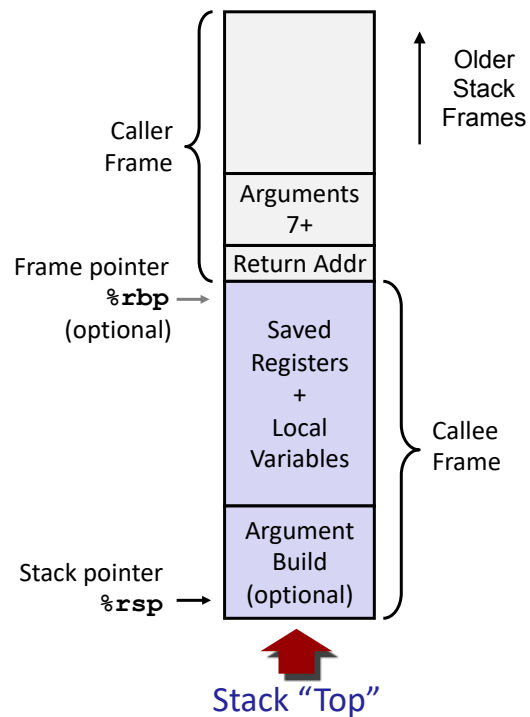 Older
Stack
Frames
Caller
Frame
Arguments
7+
Return Addr
Frame pointer
%rbp
(optional)
Saved
Registers
+
Local
Variables
Callee
Frame
Argument
Build
(optional)
Stack pointer
%rsp
Stack “Top”